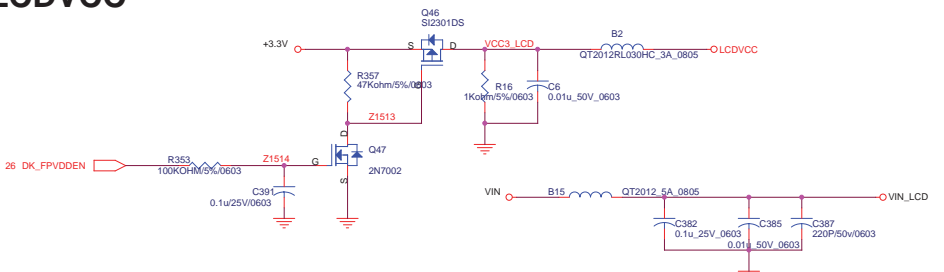 LCDVCC
Q46
SI2301DS
+3.3V
S
D
G
VCC3_LCD
B2
QT2012RL030HC_3A_0805
LCDVCC
R357
47Kohm/5%/0603
R16
1Kohm/5%/0603
C6
0.01u_50V_0603
Z1513
D
Q47
2N7002
G
S
26 DK_FPVDDEN
R353
100KOHM/5%/0603
Z1514
C391
0.1u/25V/0603
VIN
B15
QT2012_5A_0805
VIN_LCD
C382
0.1u_25V_0603
C385
0.01u_50V_0603
C387
220P/50v/0603